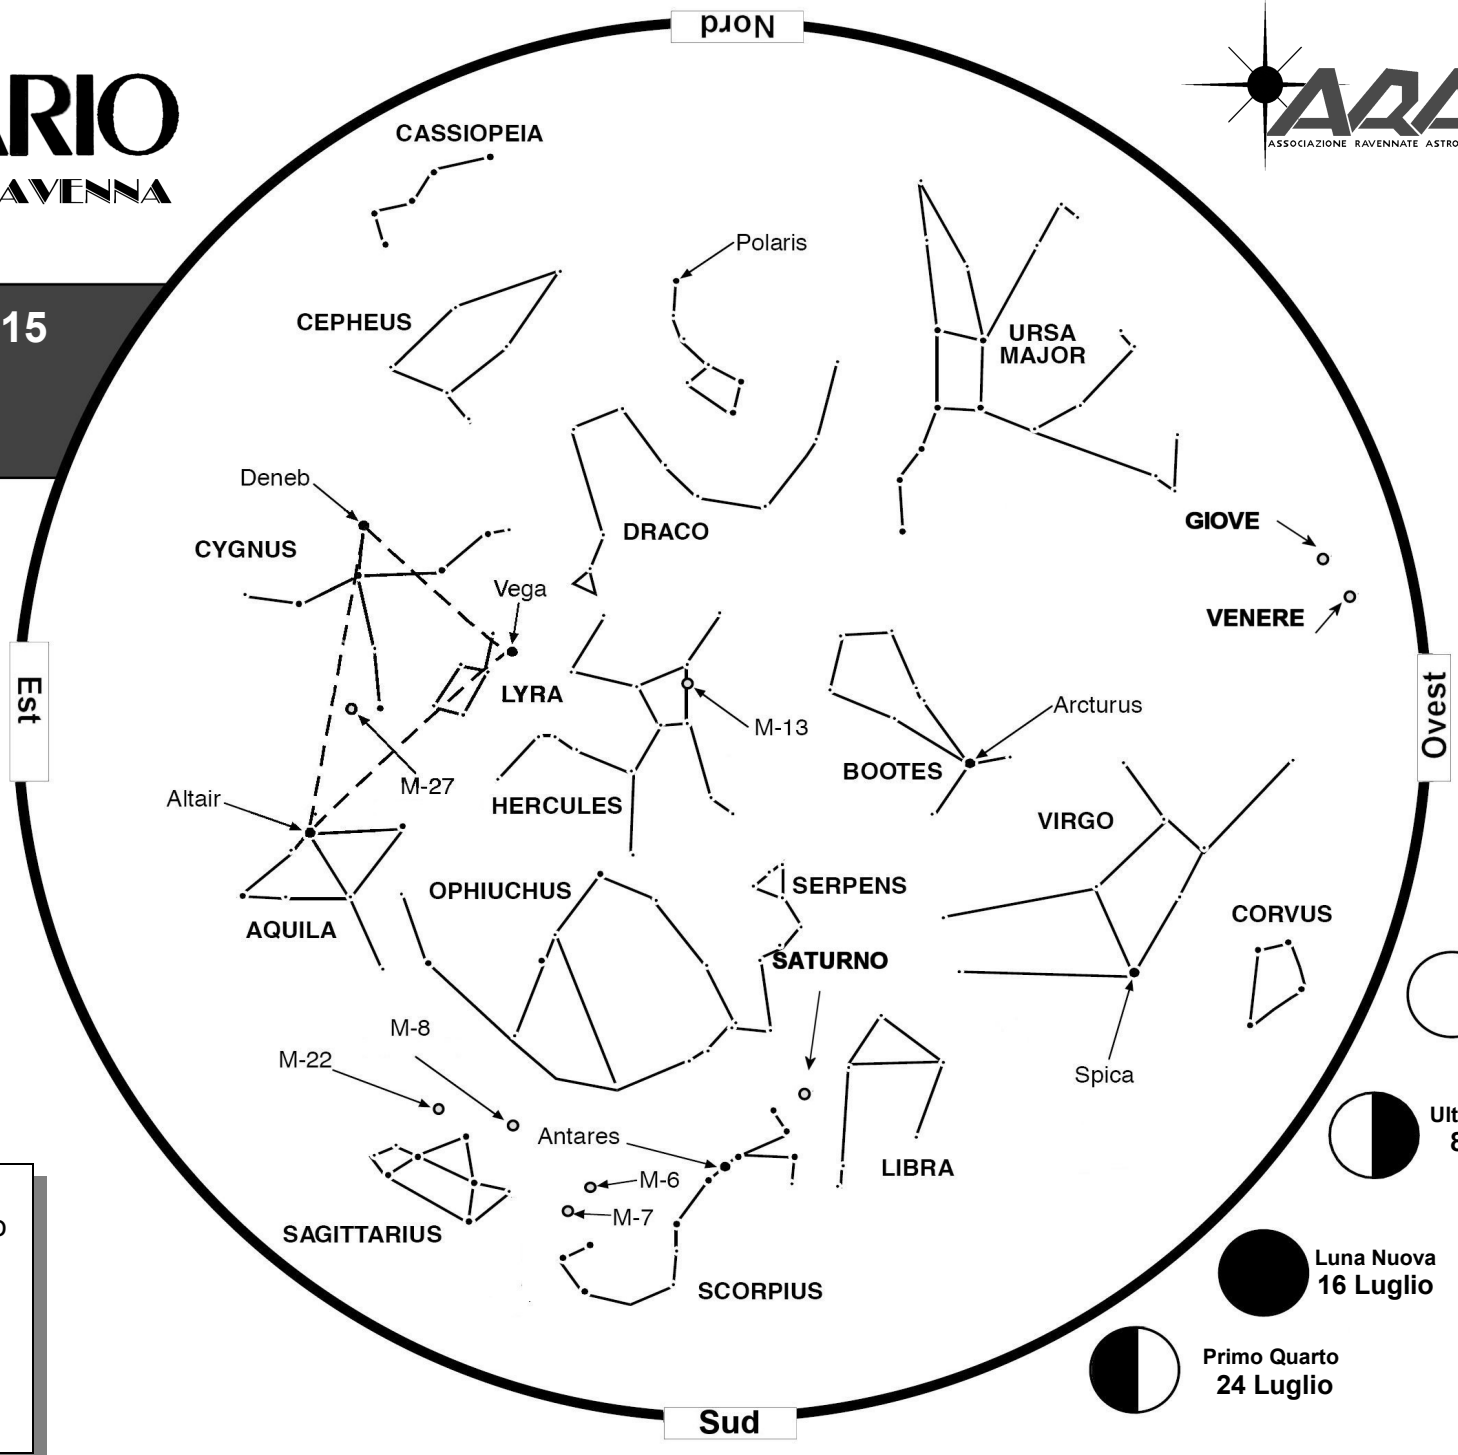 Nord
ARIO
AVENNA
ASSOCIAZIONE RAVENNATE ASTRO
15
CASSIOPEIA
Polaris
CEPHEUS
URSA
MAJOR
Deneb
CYGNUS
DRACO
GIOVE
Vega
VENERE
Est
LYRA
Arcturus
Ovest
M-13
BOOTES
M-27
Altair
HERCULES
VIRGO
OPHIUCHUS
SERPENS
CORVUS
AQUILA
SATURNO
M-8
M-22
Spica
Antares
Ult
8
LIBRA
M-6
M-7
SAGITTARIUS
SCORPIUS
Luna Nuova
16 Luglio
Primo Quarto
24 Luglio
Sud